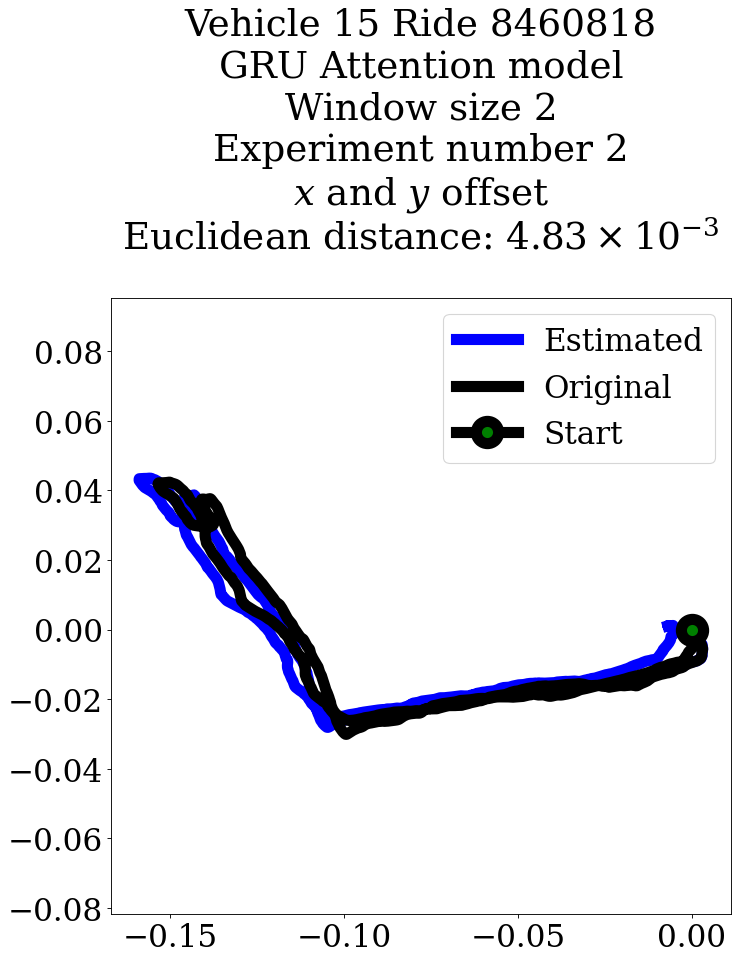 Vehicle 15 Ride 8460818
GRU Attention model
Window size 2
Experiment number 2
x and y offset
Euclidean distance: 4.83 × 10⁻³
Estimated
Original
Start
0.08
0.06
0.04
0.02
0.00
−0.02
−0.04
−0.06
−0.08
−0.15 −0.10 −0.05 0.00